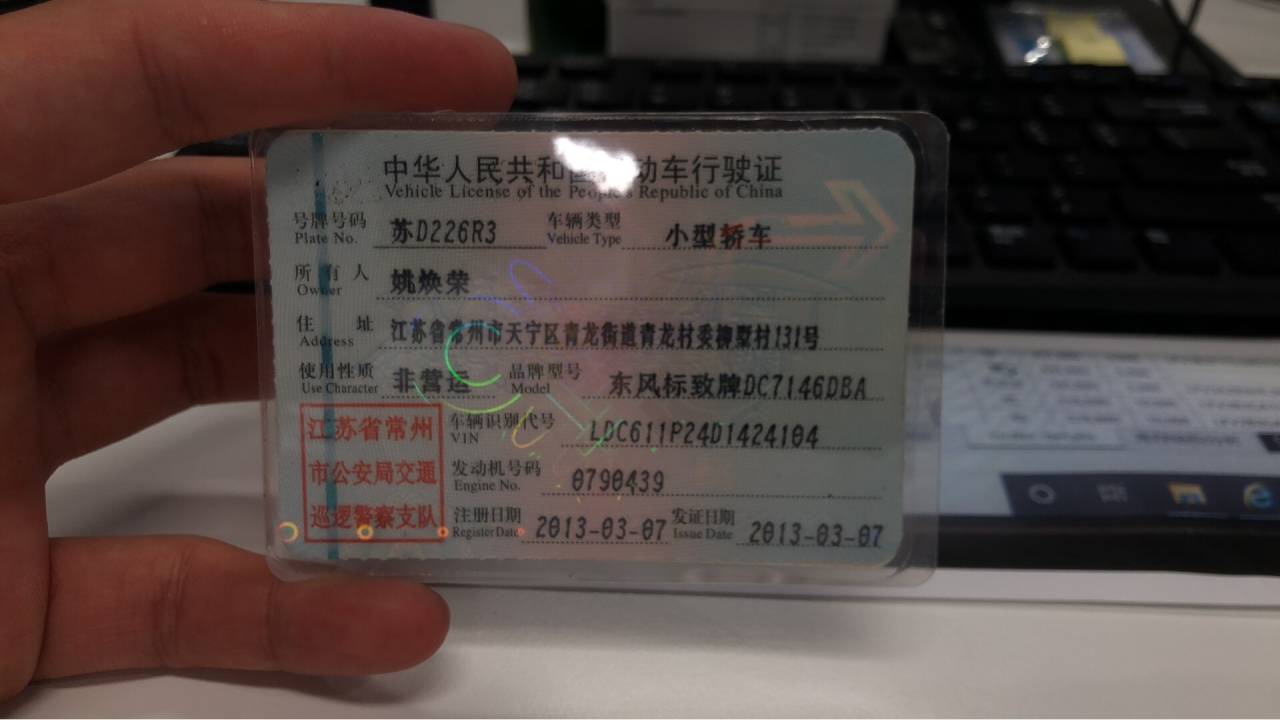 中华人民共和国机动车行驶证
Vehicle License of the People's Republic of China
号牌号码 苏D226R3 车辆类型 小型轿车
Plate No. Vehicle Type
所有人 姚焕荣
Owner
住址 江苏省常州市天宁区青龙街道青龙村委柳墅村131号
Address
使用性质 非营运 品牌型号 东风标致牌DC7146DBA
Use Character Model
江苏省常州
市公安局交通
巡逻警察支队
车辆识别代号 LDC611P24D1424104
VIN
发动机号码 0790439
Engine No.
注册日期 2013-03-07 发证日期 2013-03-07
Register Date Issue Date